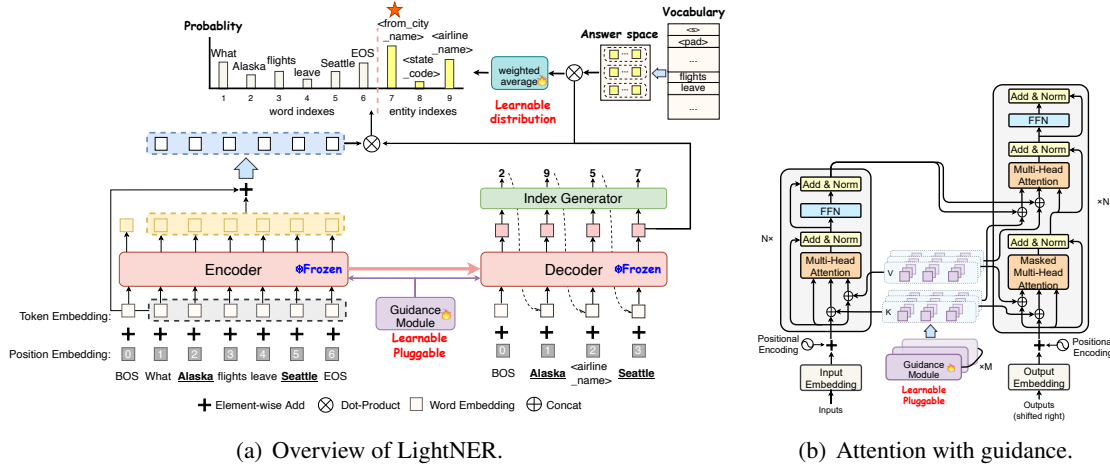 Probablity
What
Alaska
flights
leave
Seattle
EOS
<from_city
_name>
<state
_code>
<airline
_name>
1 2 3 4 5 6 7 8 9
word indexes entity indexes
weighted
average
Learnable
distribution
Answer space
Vocabulary
<s>
<pad>
...
flights
leave
...
2 9 5 7
Index Generator
Encoder
Frozen
Decoder
Frozen
Guidance
Module
Learnable
Pluggable
Token Embedding:
Position Embedding:
0 1 2 3 4 5 6
BOS What Alaska flights leave Seattle EOS
0 1 2 3
BOS Alaska <airline
_name> Seattle
Element-wise Add Dot-Product Word Embedding Concat
(a) Overview of LightNER.
Add & Norm
FFN
Add & Norm
Multi-Head
Attention
N×
Positional
Encoding
Input
Embedding
Inputs
V
K
Guidance
Module
×M
Learnable
Pluggable
Add & Norm
FFN
Add & Norm
Multi-Head
Attention
Add & Norm
Masked
Multi-Head
Attention
×N
Positional
Encoding
Output
Embedding
Outputs
(shifted right)
(b) Attention with guidance.